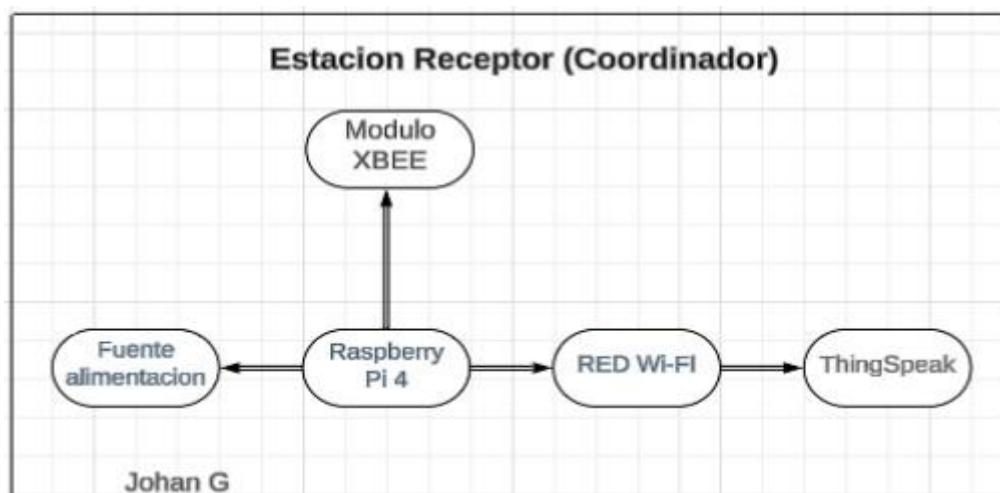 Estacion Receptor (Coordinador)
Modulo
XBEE
Fuente
alimentacion
Raspberry
Pi 4
RED Wi-FI
ThingSpeak
Johan G